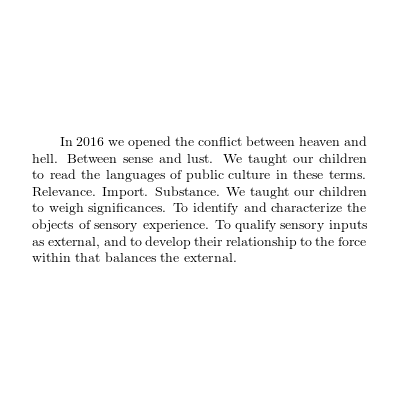 In 2016 we opened the conflict between heaven and
hell. Between sense and lust. We taught our children
to read the languages of public culture in these terms.
Relevance. Import. Substance. We taught our children
to weigh significances. To identify and characterize the
objects of sensory experience. To qualify sensory inputs
as external, and to develop their relationship to the force
within that balances the external.